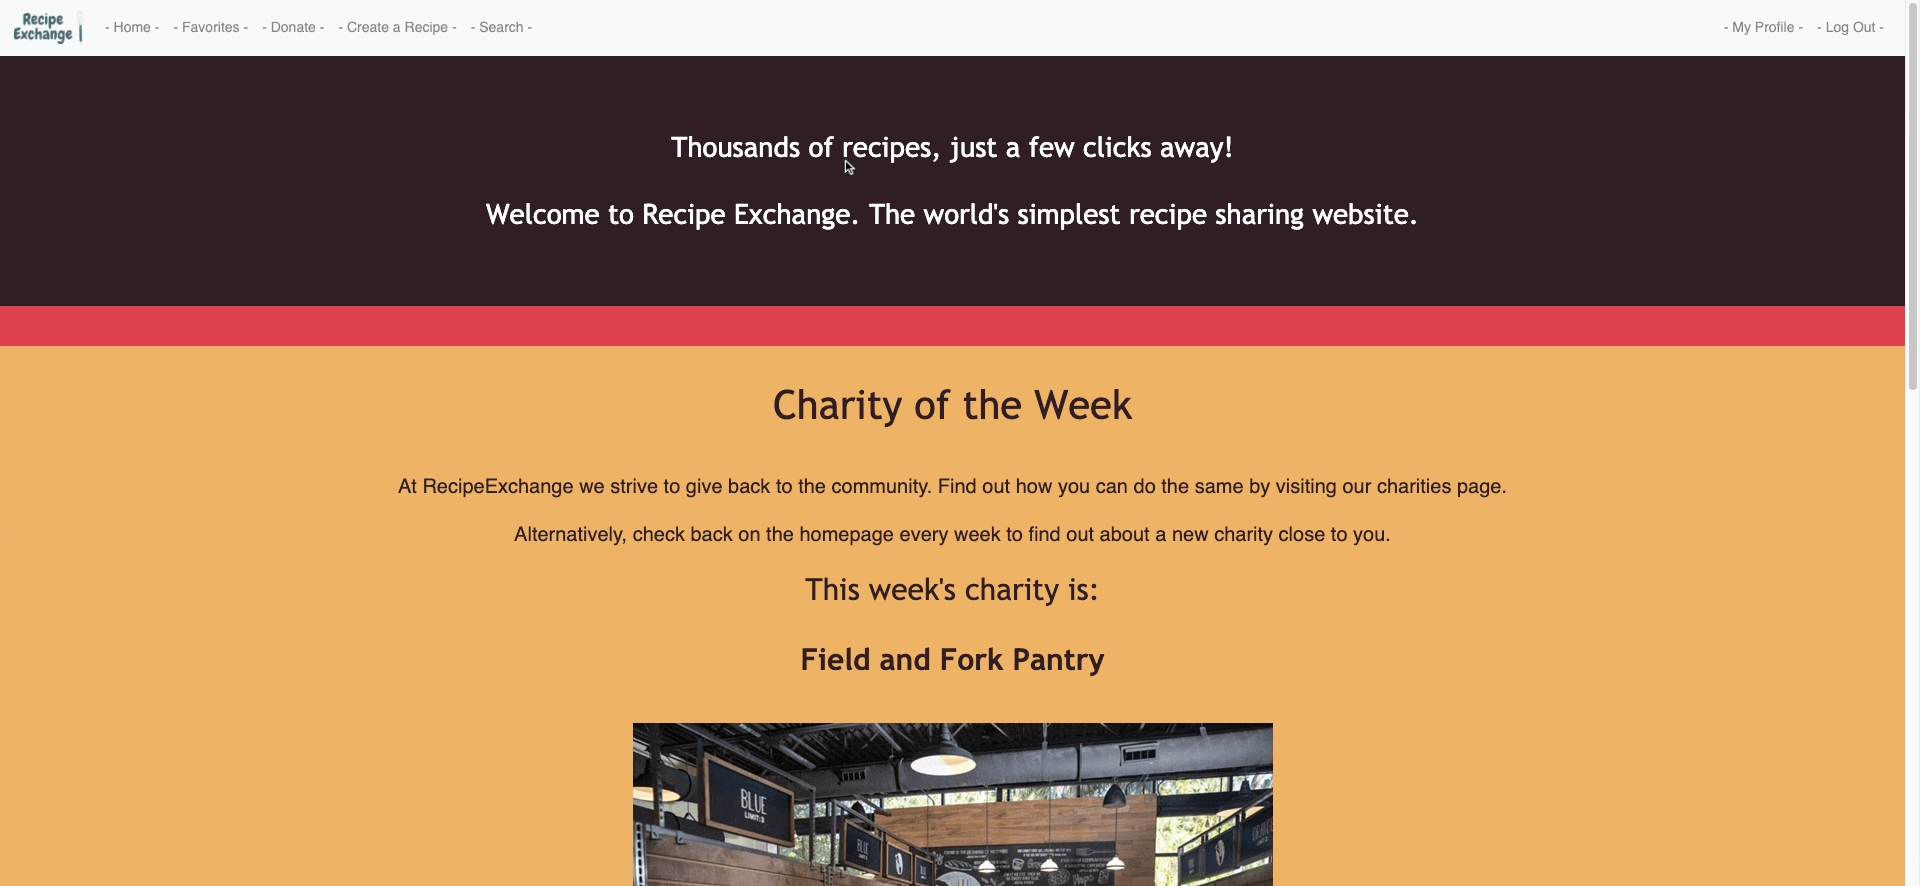 Recipe
Exchange
- Home - - Favorites - - Donate - - Create a Recipe - - Search - - My Profile - - Log Out -
Thousands of recipes, just a few clicks away!
Welcome to Recipe Exchange. The world's simplest recipe sharing website.
Charity of the Week
At RecipeExchange we strive to give back to the community. Find out how you can do the same by visiting our charities page.
Alternatively, check back on the homepage every week to find out about a new charity close to you.
This week's charity is:
Field and Fork Pantry
BLUE
LIMIT: 3
BLUE
BLUE